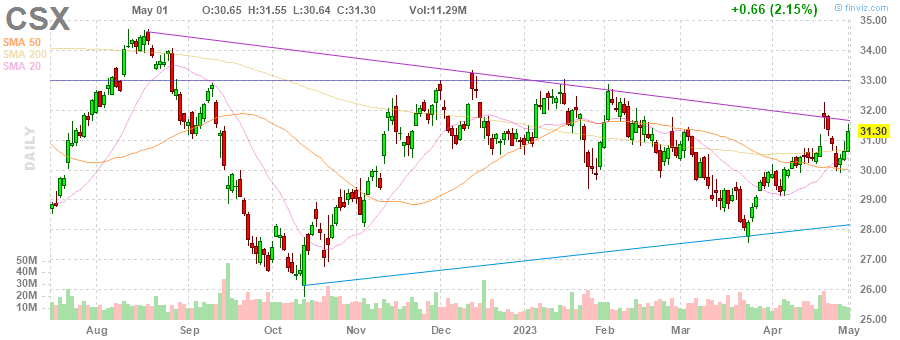 CSX May 01 O:30.65 H:31.55 L:30.64 C:31.30 Vol:11.29M +0.66 (2.15%)
© finviz.com
SMA 50
SMA 200
SMA 20
DAILY
35.00
34.00
33.00
32.00
31.30
31.00
30.00
29.00
28.00
27.00
26.00
25.00
50M
40M
30M
20M
10M
Aug Sep Oct Nov Dec 2023 Feb Mar Apr May